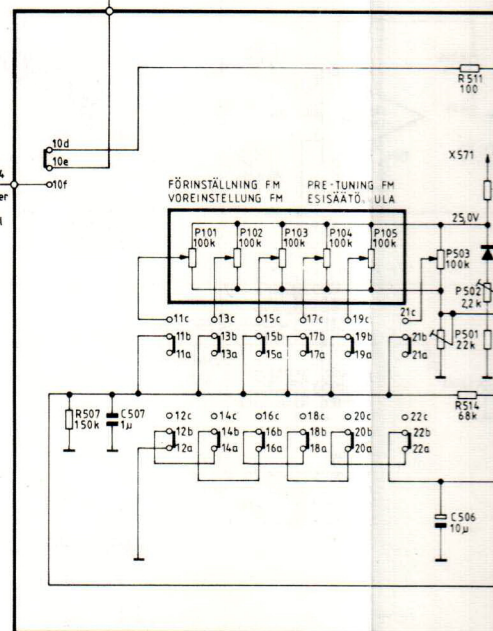 10d
R511
100
10e
10f
4
er
X571
FÖRINSTÄLLNING FM PRE-TUNING FM
VOREINSTELLUNG FM ESISÄÄTÖ ULA
25,0V
P101 P102 P103 P104 P105
100k 100k 100k 100k 100k
P503
100k
P502
2,2k
11c 13c 15c 17c 19c 21c
11b 13b 15b 17b 19b 21b
11a 13a 15a 17a 19a 21a
P501
22k
R507
150k
C507
1µ
R514
68k
12c 14c 16c 18c 20c 22c
12b 14b 16b 18b 20b 22b
12a 14a 16a 18a 20a 22a
C506
10µ